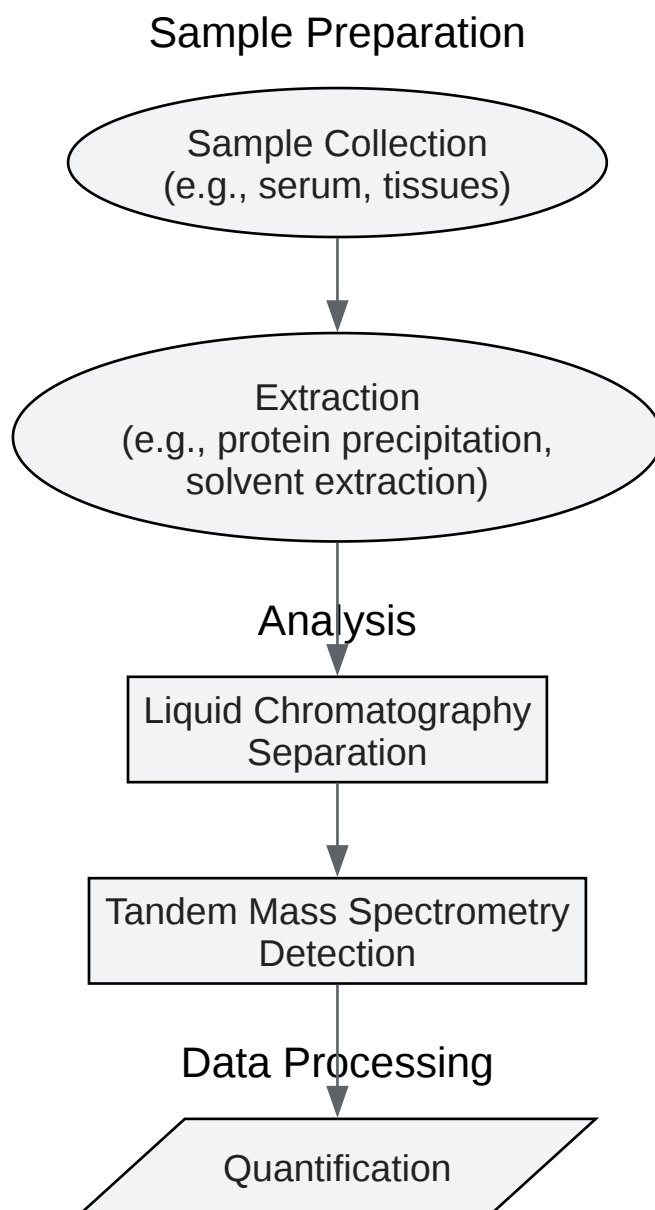 Sample Preparation
Sample Collection
(e.g., serum, tissues)
Extraction
(e.g., protein precipitation,
solvent extraction)
Analysis
Liquid Chromatography
Separation
Tandem Mass Spectrometry
Detection
Data Processing
Quantification